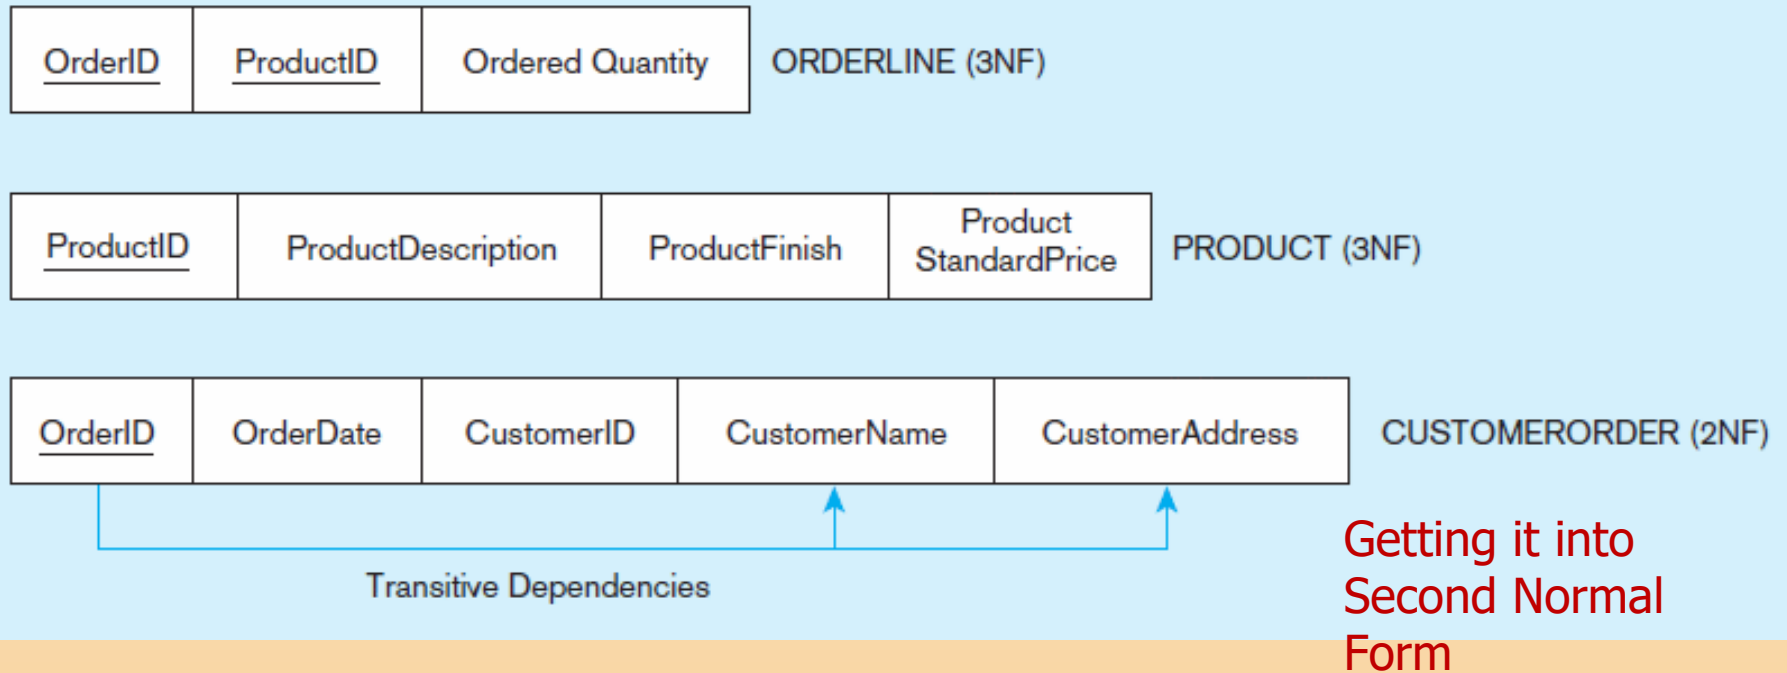 OrderID ProductID Ordered Quantity ORDERLINE (3NF)
ProductID ProductDescription ProductFinish Product StandardPrice PRODUCT (3NF)
OrderID OrderDate CustomerID CustomerName CustomerAddress CUSTOMERORDER (2NF)
Transitive Dependencies
Getting it into
Second Normal
Form